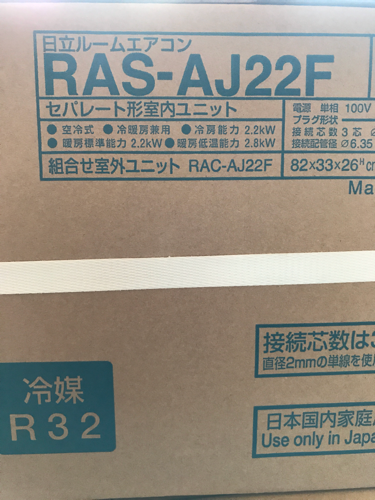 日立ルームエアコン
RAS-AJ22F
セパレート形室内ユニット
電源 単相 100V
プラグ形状
●空冷式 ●冷暖房兼用 ●冷房能力 2.2kW
接続芯数 3芯
●暖房標準能力 2.2kW ●暖房低温能力 2.8kW
接続配管径 ∅6.35
組合せ室外ユニット RAC-AJ22F
82×33×26ᴴcm
Ma
接続芯数は3
直径2mmの単線を使
冷媒
R32
日本国内家庭
Use only in Japa